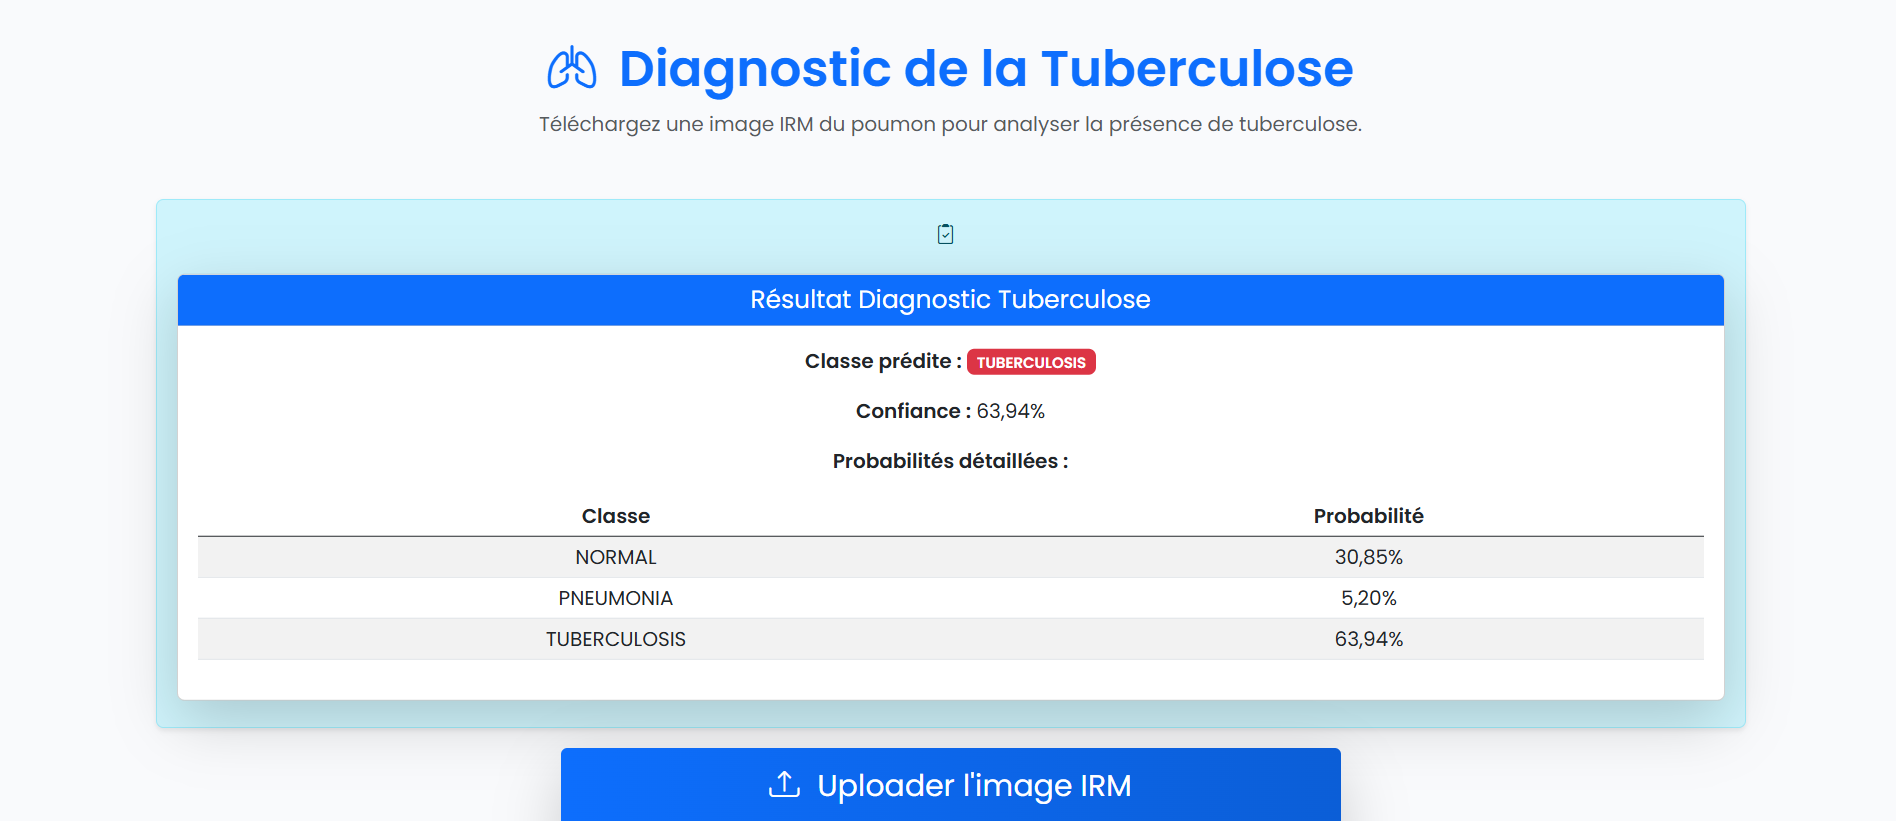 Diagnostic de la Tuberculose
Téléchargez une image IRM du poumon pour analyser la présence de tuberculose.
Résultat Diagnostic Tuberculose
Classe prédite : TUBERCULOSIS
Confiance : 63,94%
Probabilités détaillées :
Classe Probabilité
NORMAL 30,85%
PNEUMONIA 5,20%
TUBERCULOSIS 63,94%
Uploader l'image IRM